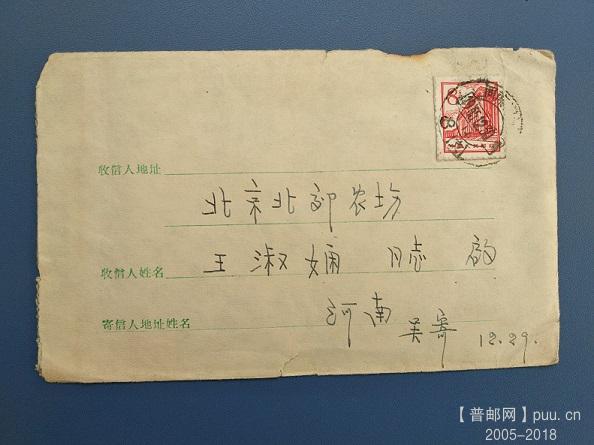 收信人地址
北京北郊农场
收信人姓名
王淑娴 同志 启
寄信人地址姓名
河南 吴寄 12.29.
【普邮网】puu.cn
2005-2018